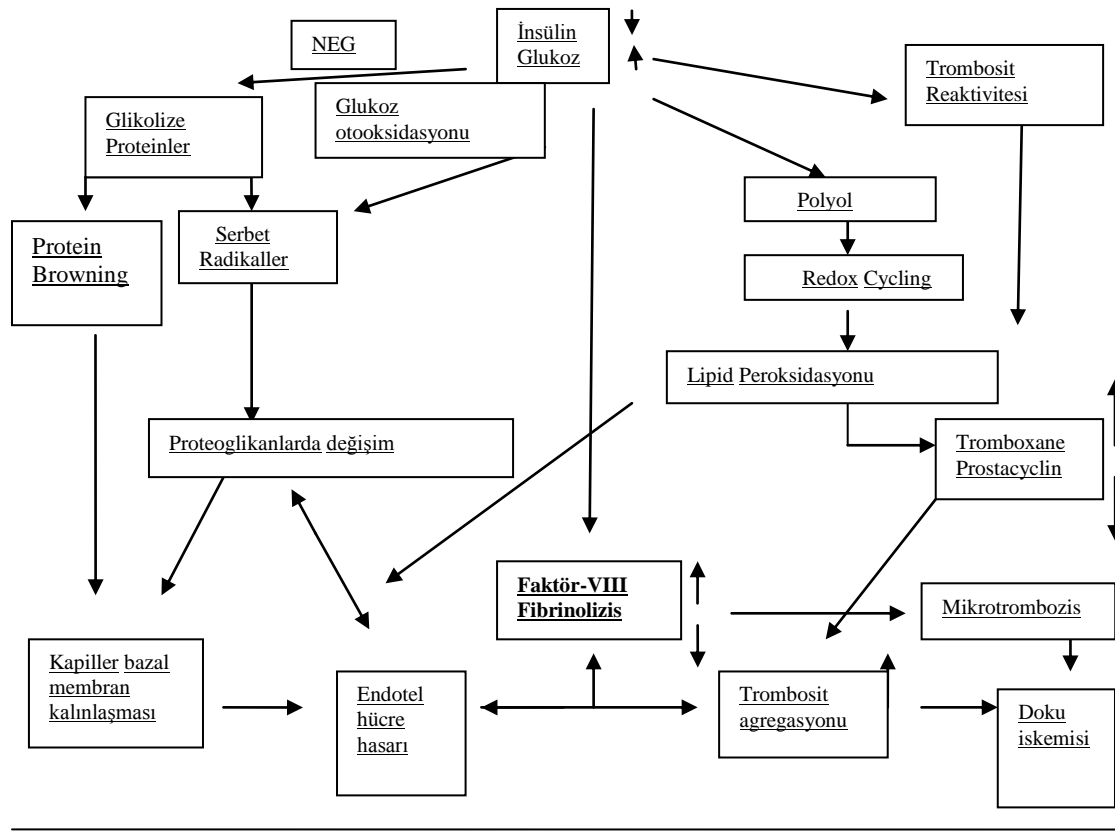 NEG
İnsülin
Glukoz
Trombosit
Reaktivitesi
Glikolize
Proteinler
Glukoz
otooksidasyonu
Polyol
Protein
Browning
Serbet
Radikaller
Redox Cycling
Lipid Peroksidasyonu
Proteoglikanlarda değişim
Tromboxane
Prostacyclin
Faktör-VIII
Fibrinolizis
Mikrotrombozis
Kapiller bazal
membran
kalınlaşması
Endotel
hücre
hasarı
Trombosit
agregasyonu
Doku
iskemisi